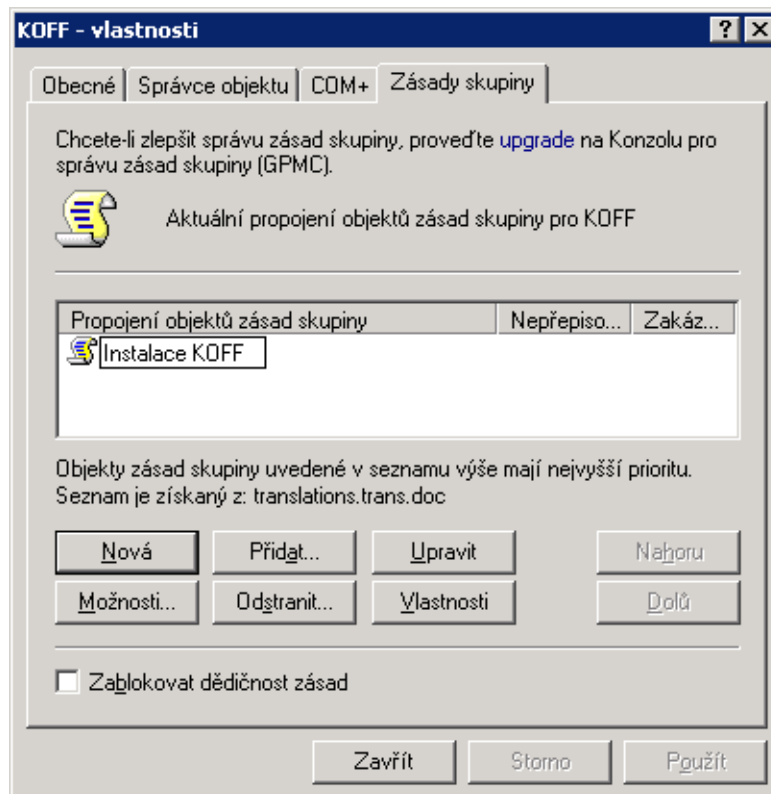 KOFF - vlastnosti
Obecné
Správce objektu
COM+
Zásady skupiny
Chcete-li zlepšit správu zásad skupiny, proveďte upgrade na Konzolu pro
správu zásad skupiny (GPMC).
Aktuální propojení objektů zásad skupiny pro KOFF
Propojení objektů zásad skupiny
Nepřepiso...
Zakáz...
Instalace KOFF
Objekty zásad skupiny uvedené v seznamu výše mají nejvyšší prioritu.
Seznam je získaný z: translations.trans.doc
Nová
Přidat...
Upravit
Nahoru
Možnosti...
Odstranit...
Vlastnosti
Dolů
Zablokovat dědičnost zásad
Zavřít
Storno
Použít